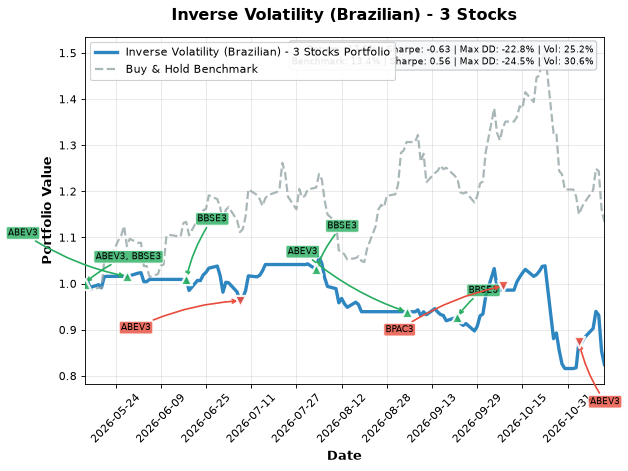 Inverse Volatility (Brazilian) - 3 Stocks
Inverse Volatility (Brazilian) - 3 Stocks Portfolio
Buy & Hold Benchmark
Sharpe: -0.63 | Max DD: -22.8% | Vol: 25.2%
Benchmark: 13.4% | Sharpe: 0.56 | Max DD: -24.5% | Vol: 30.6%
Portfolio Value
1.5
1.4
1.3
1.2
1.1
1.0
0.9
0.8
ABEV3
ABEV3, BBSE3
BBSE3
ABEV3
ABEV3
BBSE3
BPAC3
BBSE3
ABEV3
2026-05-24
2026-06-09
2026-06-25
2026-07-11
2026-07-27
2026-08-12
2026-08-28
2026-09-13
2026-09-29
2026-10-15
2026-10-31
Date